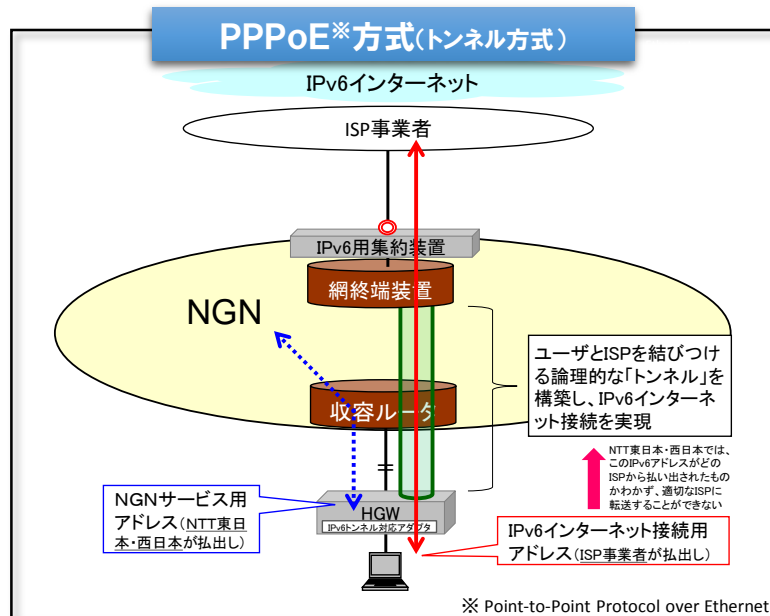 PPPoE※方式(トンネル方式)
IPv6インターネット
ISP事業者
IPv6用集約装置
網終端装置
NGN
収容ルータ
ユーザとISPを結びつけ
る論理的な「トンネル」を
構築し、IPv6インターネ
ット接続を実現
NTT東日本・西日本では、
このIPv6アドレスがどの
ISPから払い出されたもの
かわからず、適切なISPに
転送することができない
NGNサービス用
アドレス(NTT東日
本・西日本が払出し)
HGW
IPv6トンネル対応アダプタ
IPv6インターネット接続用
アドレス(ISP事業者が払出し)
※ Point-to-Point Protocol over Ethernet